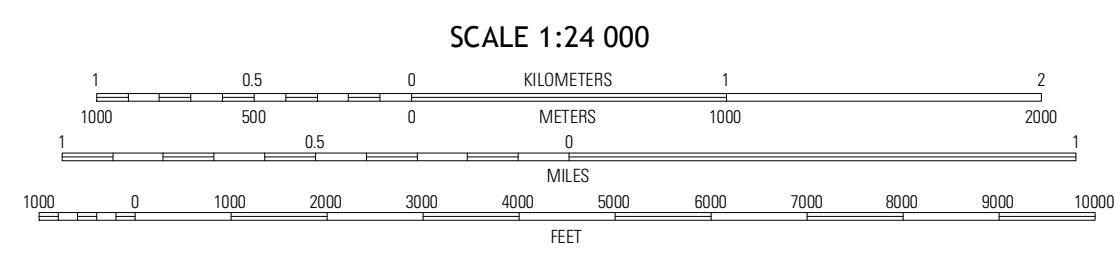 SCALE 1:24 000
1 0.5 0 KILOMETERS 1 2
1000 500 0 METERS 1000 2000
1 0.5 0 1
MILES
1000 0 1000 2000 3000 4000 5000 6000 7000 8000 9000 10000
FEET